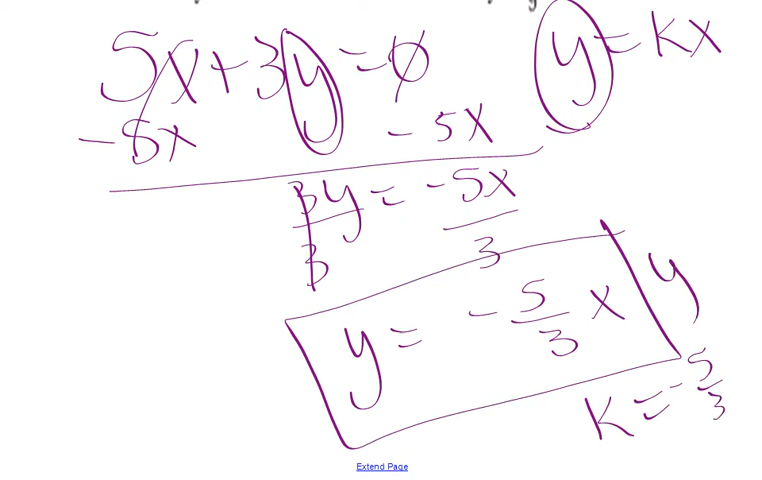 5x + 3y = 0    y = kx
-5x    - 5x
3y = -5x
3    3
y = - 5/3 x    y
k = - 5/3
Extend Page